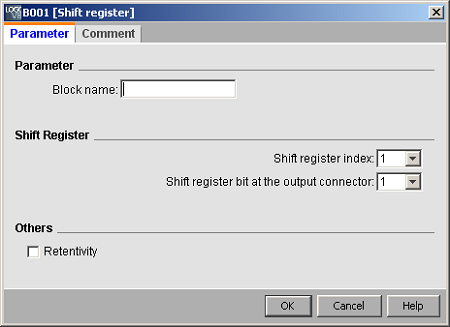 LOGO B001 [Shift register]
Parameter Comment
Parameter
Block name:
Shift Register
Shift register index: 1
Shift register bit at the output connector: 1
Others
Retentivity
OK Cancel Help